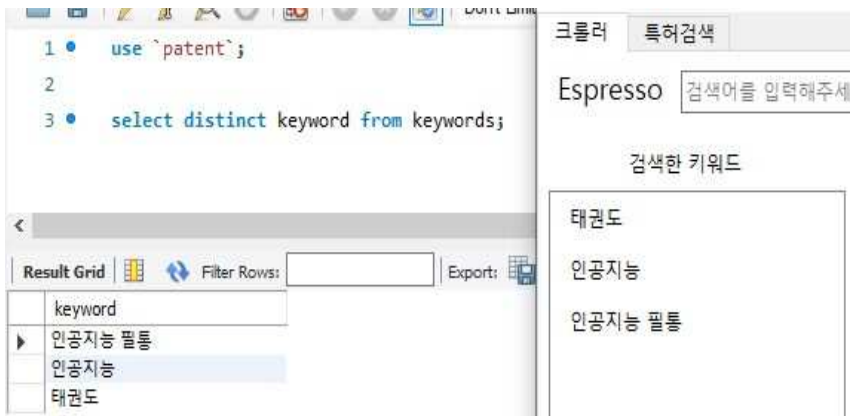 Don't Limit
1 use `patent`;
2
3 select distinct keyword from keywords;
Result Grid Filter Rows: Export:
keyword
인공지능 필통
인공지능
태권도
크롤러 특허검색
Espresso 검색어를 입력해주세
검색한 키워드
태권도
인공지능
인공지능 필통